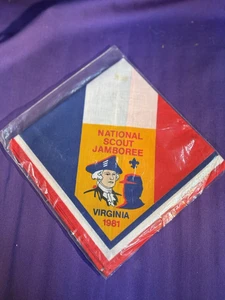 NATIONAL
SCOUT
JAMBOREE
VIRGINIA
1981